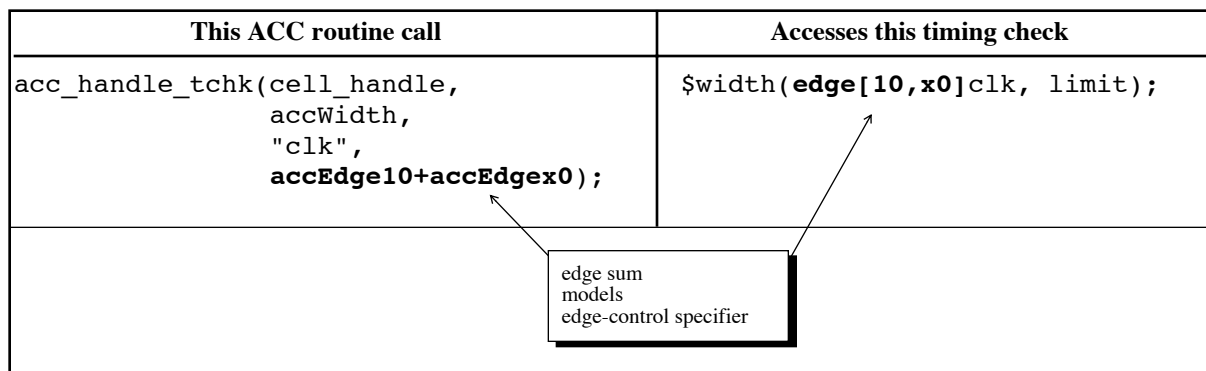 This ACC routine call
Accesses this timing check
acc_handle_tchk(cell_handle,
accWidth,
"clk",
accEdge10+accEdgex0);
$width(edge[10,x0]clk, limit);
edge sum
models
edge-control specifier